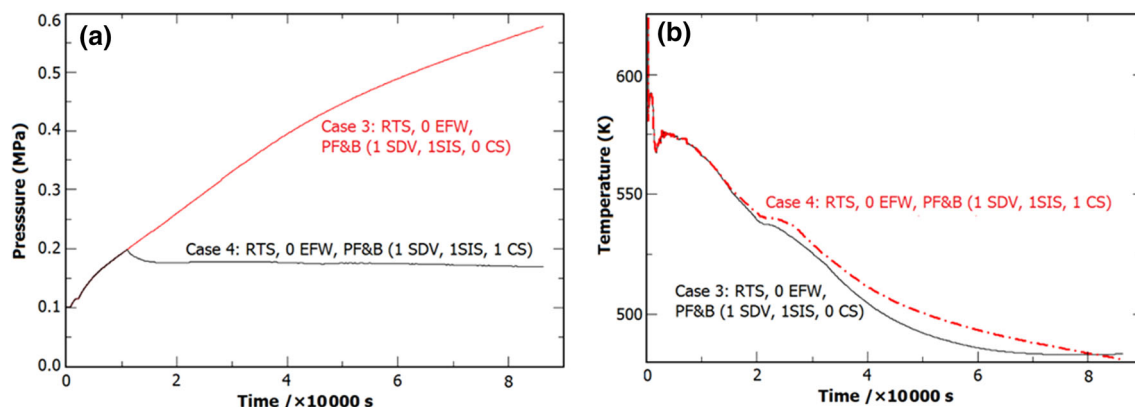 (a)
0.6
0.5
0.4
0.3
0.2
0.1
0.0
Presssure (MPa)
Case 3: RTS, 0 EFW,
PF&B (1 SDV, 1SIS, 0 CS)
Case 4: RTS, 0 EFW, PF&B (1 SDV, 1SIS, 1 CS)
0 2 4 6 8
Time /×10000 s
(b)
600
550
500
Temperature (K)
Case 4: RTS, 0 EFW, PF&B (1 SDV, 1SIS, 1 CS)
Case 3: RTS, 0 EFW,
PF&B (1 SDV, 1SIS, 0 CS)
0 2 4 6 8
Time /×10000 s